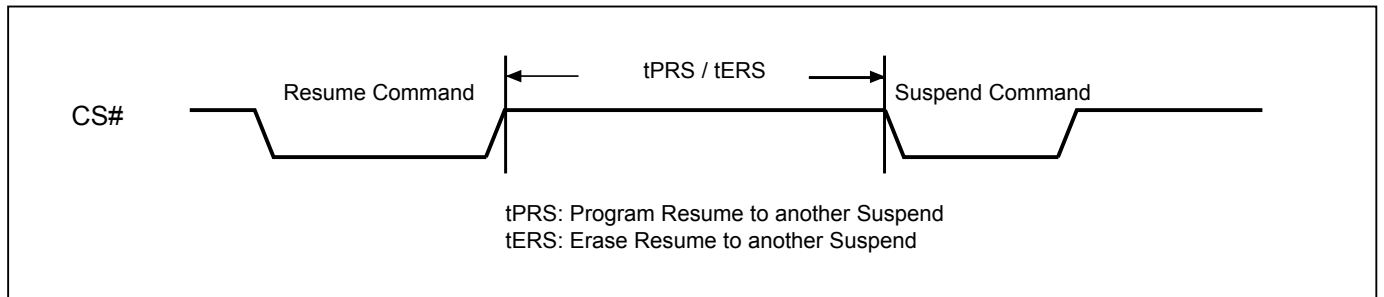 tPRS / tERS
Resume Command
Suspend Command
CS#
tPRS: Program Resume to another Suspend
tERS: Erase Resume to another Suspend